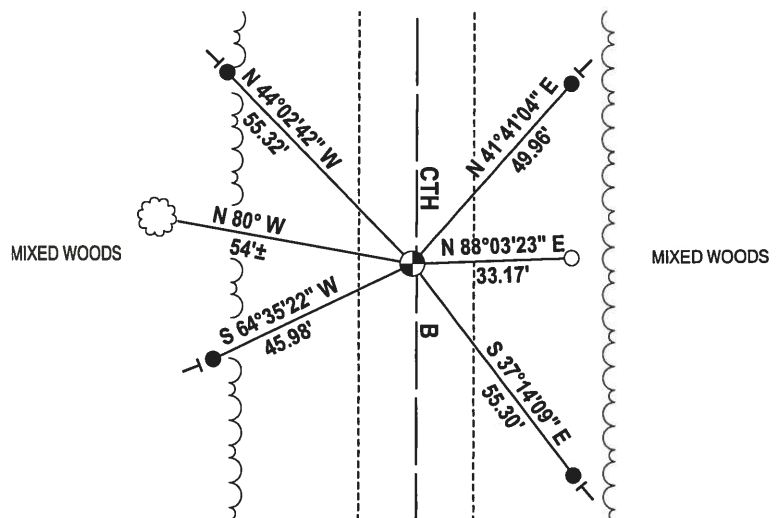 N 44°02'42" W
55.32'
N 41°41'04" E
49.96'
CTH
N 80° W
54'±
N 88°03'23" E
33.17'
MIXED WOODS
MIXED WOODS
S 64°35'22" W
45.98'
B
S 37°14'09" E
55.30'